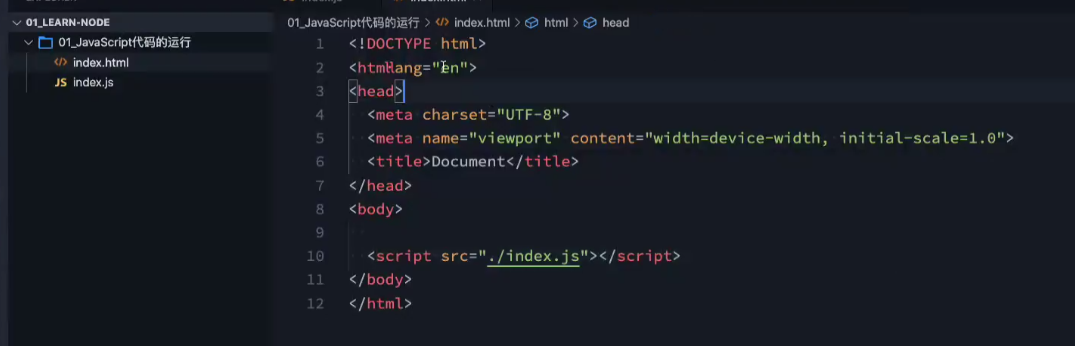 01_LEARN-NODE
01_JavaScript代码的运行
index.html
JS index.js
01_JavaScript代码的运行 > index.html > html > head
1 <!DOCTYPE html>
2 <htmllang="en">
3 <head>
4 <meta charset="UTF-8">
5 <meta name="viewport" content="width=device-width, initial-scale=1.0">
6 <title>Document</title>
7 </head>
8 <body>
9
10 <script src="./index.js"></script>
11 </body>
12 </html>